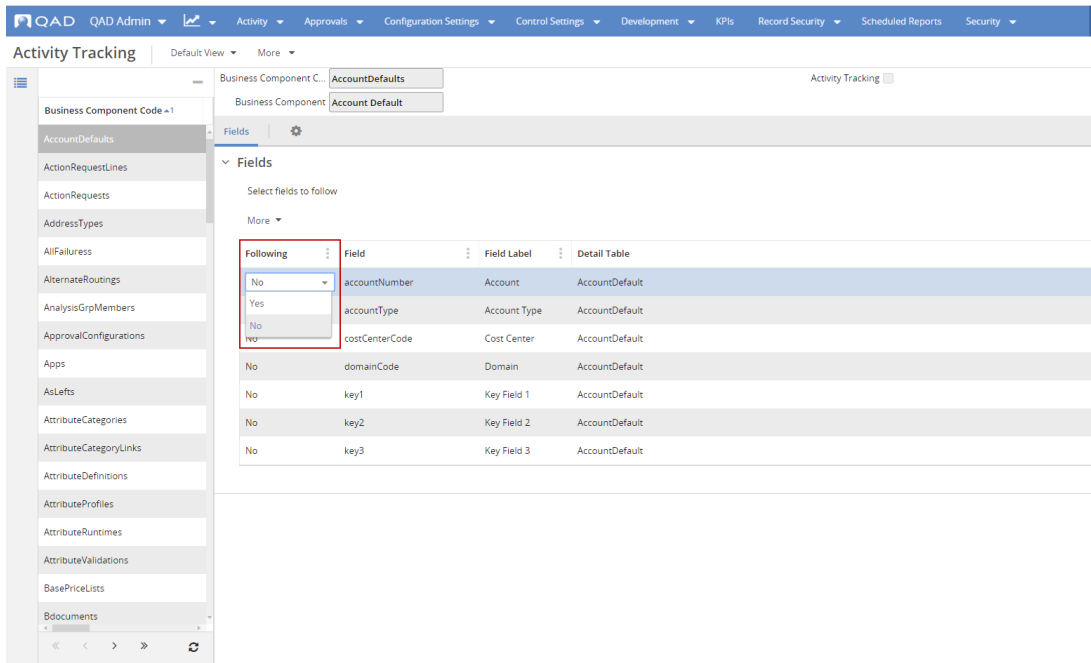 QAD QAD Admin Activity Approvals Configuration Settings Control Settings Development KPIs Record Security Scheduled Reports Security
Activity Tracking Default View More
Business Component C... AccountDefaults Activity Tracking
Business Component Account Default
Business Component Code 1
AccountDefaults
ActionRequestLines
ActionRequests
AddressTypes
AllFailuress
AlternateRoutings
AnalysisGrpMembers
ApprovalConfigurations
Apps
AsLefts
AttributeCategories
AttributeCategoryLinks
AttributeDefinitions
AttributeProfiles
AttributeRuntimes
AttributeValidations
BasePriceLists
Bdocuments
Fields
Fields
Select fields to follow
More
Following Field Field Label Detail Table
No accountNumber Account AccountDefault
Yes
accountType Account Type AccountDefault
No
No costCenterCode Cost Center AccountDefault
No domainCode Domain AccountDefault
No key1 Key Field 1 AccountDefault
No key2 Key Field 2 AccountDefault
No key3 Key Field 3 AccountDefault